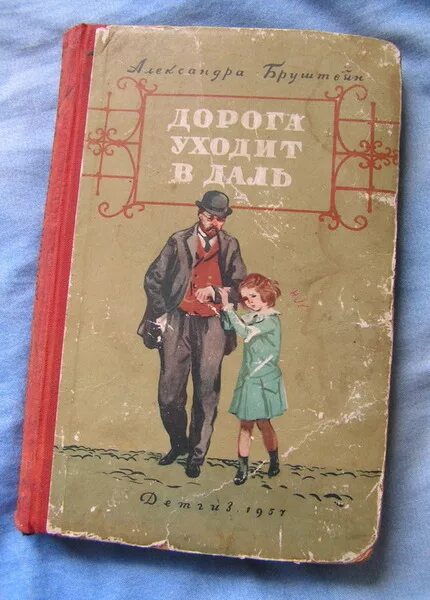 Александра Бруштейн
ДОРОГА
УХОДИТ
В ДАЛЬ
Детгиз 1957